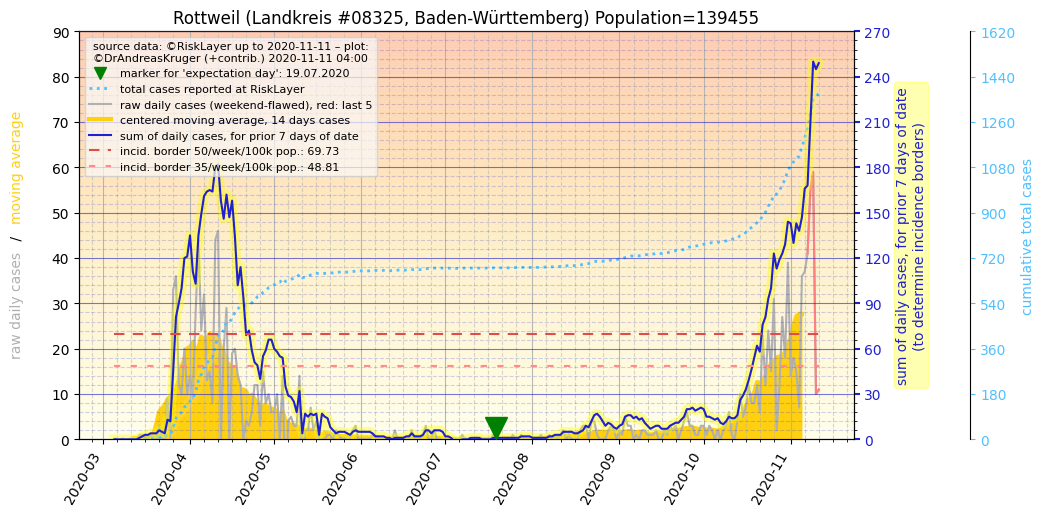 Rottweil (Landkreis #08325, Baden-Württemberg) Population=139455
source data: ©RiskLayer up to 2020-11-11 – plot:
©DrAndreasKruger (+contrib.) 2020-11-11 04:00
marker for 'expectation day': 19.07.2020
total cases reported at RiskLayer
raw daily cases (weekend-flawed), red: last 5
centered moving average, 14 days cases
sum of daily cases, for prior 7 days of date
incid. border 50/week/100k pop.: 69.73
incid. border 35/week/100k pop.: 48.81
raw daily cases / moving average
90
80
70
60
50
40
30
20
10
0
2020-03
2020-04
2020-05
2020-06
2020-07
2020-08
2020-09
2020-10
2020-11
270
240
210
180
150
120
90
60
30
0
sum of daily cases, for prior 7 days of date
(to determine incidence borders)
1620
1440
1260
1080
900
720
540
360
180
0
cumulative total cases